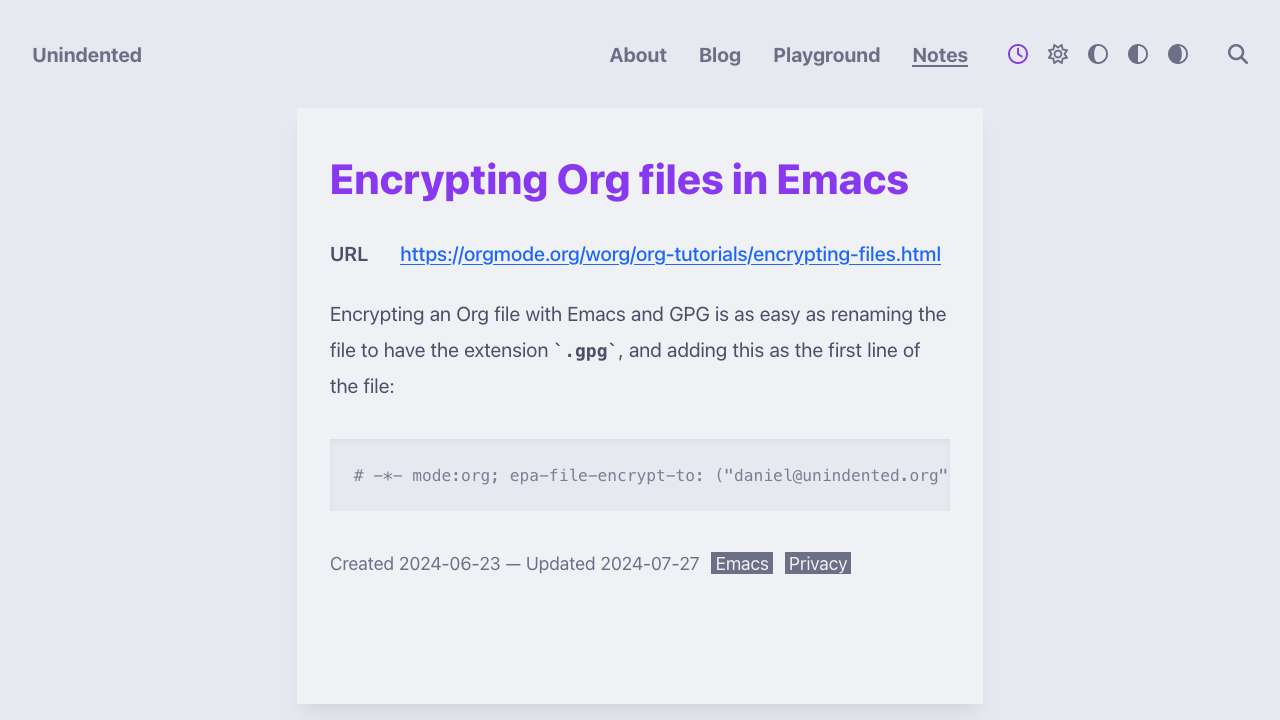 Unindented
About Blog Playground Notes
Encrypting Org files in Emacs
URL https://orgmode.org/worg/org-tutorials/encrypting-files.html
Encrypting an Org file with Emacs and GPG is as easy as renaming the
file to have the extension `.gpg`, and adding this as the first line of
the file:
# -*- mode:org; epa-file-encrypt-to: ("daniel@unindented.org"
Created 2024-06-23 — Updated 2024-07-27 Emacs Privacy